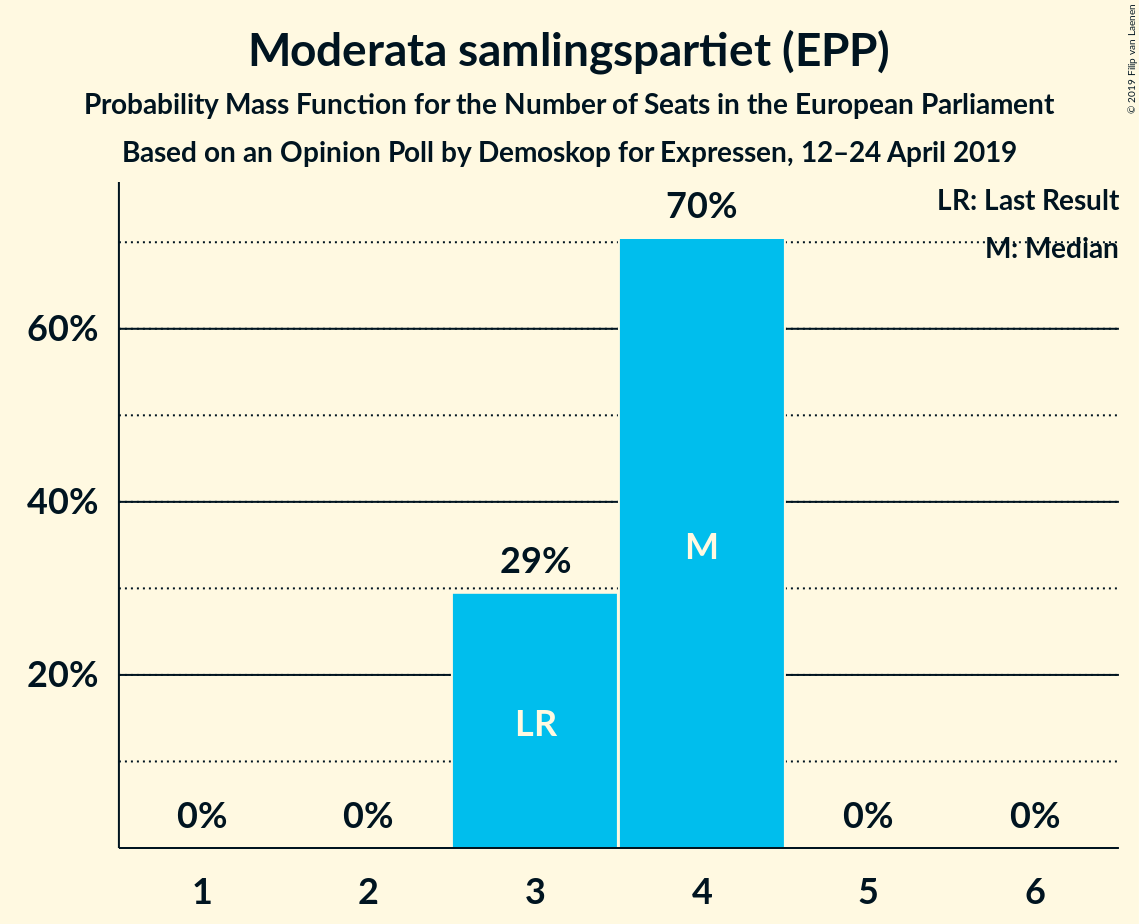 Moderata samlingspartiet (EPP)
Probability Mass Function for the Number of Seats in the European Parliament
Based on an Opinion Poll by Demoskop for Expressen, 12–24 April 2019
© 2019 Filip van Laenen
LR: Last Result
M: Median
70%
60%
40%
29%
20%
M
LR
0%
0%
0%
0%
1
2
3
4
5
6